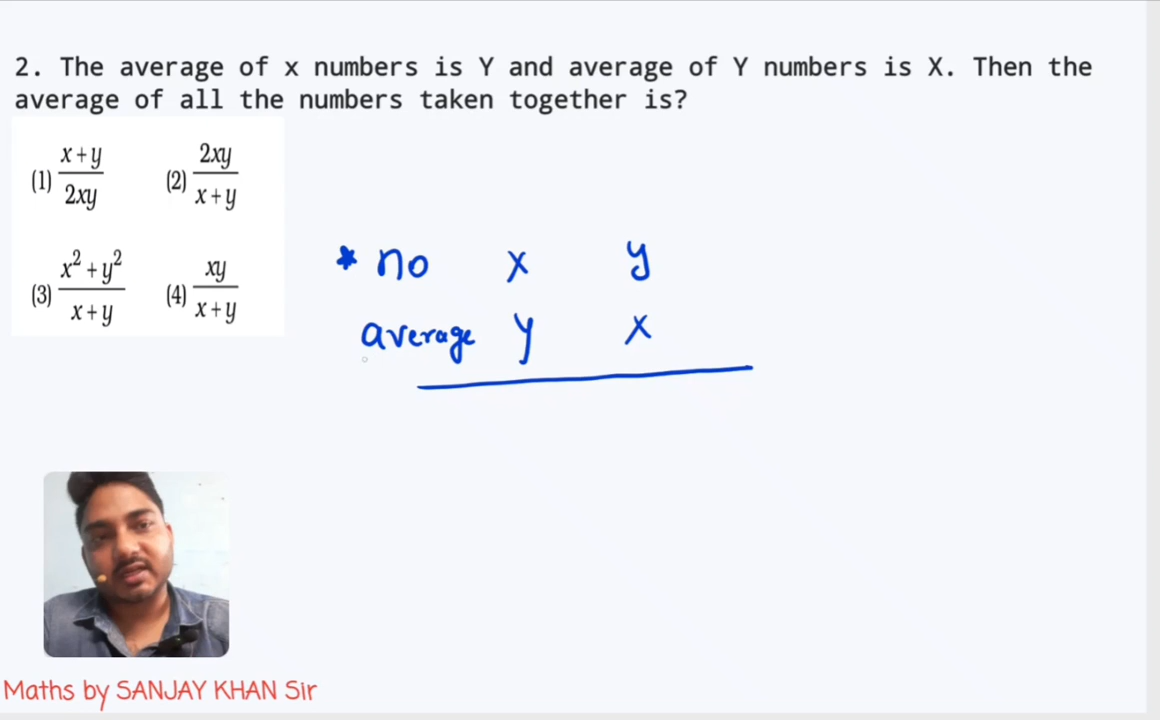 2. The average of x numbers is Y and average of Y numbers is X. Then the
average of all the numbers taken together is?
(1) x+y / 2xy (2) 2xy / x+y
(3) x² + y² / x+y (4) xy / x+y
* no x y
average y x
Maths by SANJAY KHAN Sir